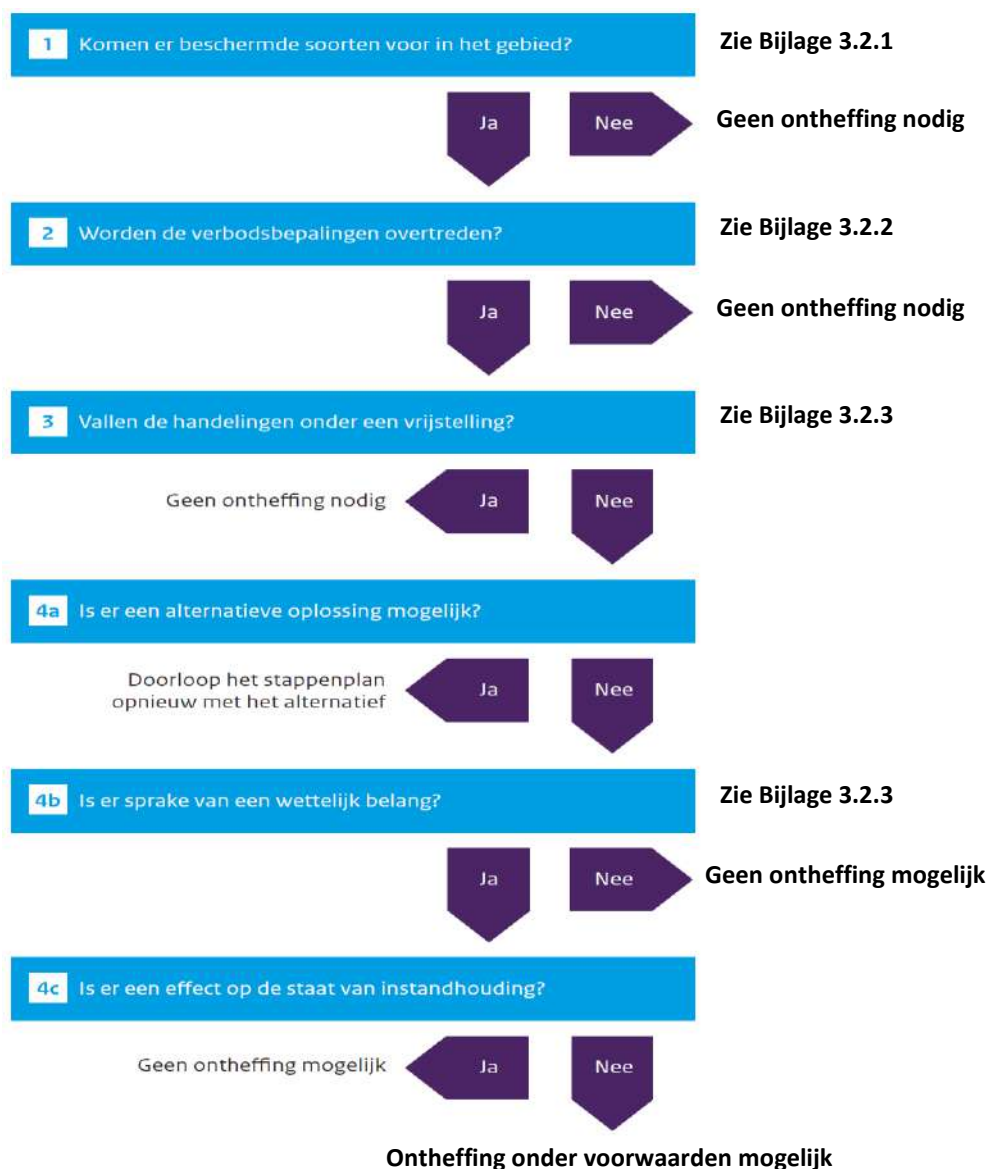 1 Komen er beschermde soorten voor in het gebied? Zie Bijlage 3.2.1
Ja Nee Geen ontheffing nodig
2 Worden de verbodsbepalingen overtreden? Zie Bijlage 3.2.2
Ja Nee Geen ontheffing nodig
3 Vallen de handelingen onder een vrijstelling? Zie Bijlage 3.2.3
Geen ontheffing nodig Ja Nee
4a Is er een alternatieve oplossing mogelijk?
Doorloop het stappenplan
opnieuw met het alternatief
Ja Nee
4b Is er sprake van een wettelijk belang? Zie Bijlage 3.2.3
Ja Nee Geen ontheffing mogelijk
4c Is er een effect op de staat van instandhouding?
Geen ontheffing mogelijk Ja Nee
Ontheffing onder voorwaarden mogelijk